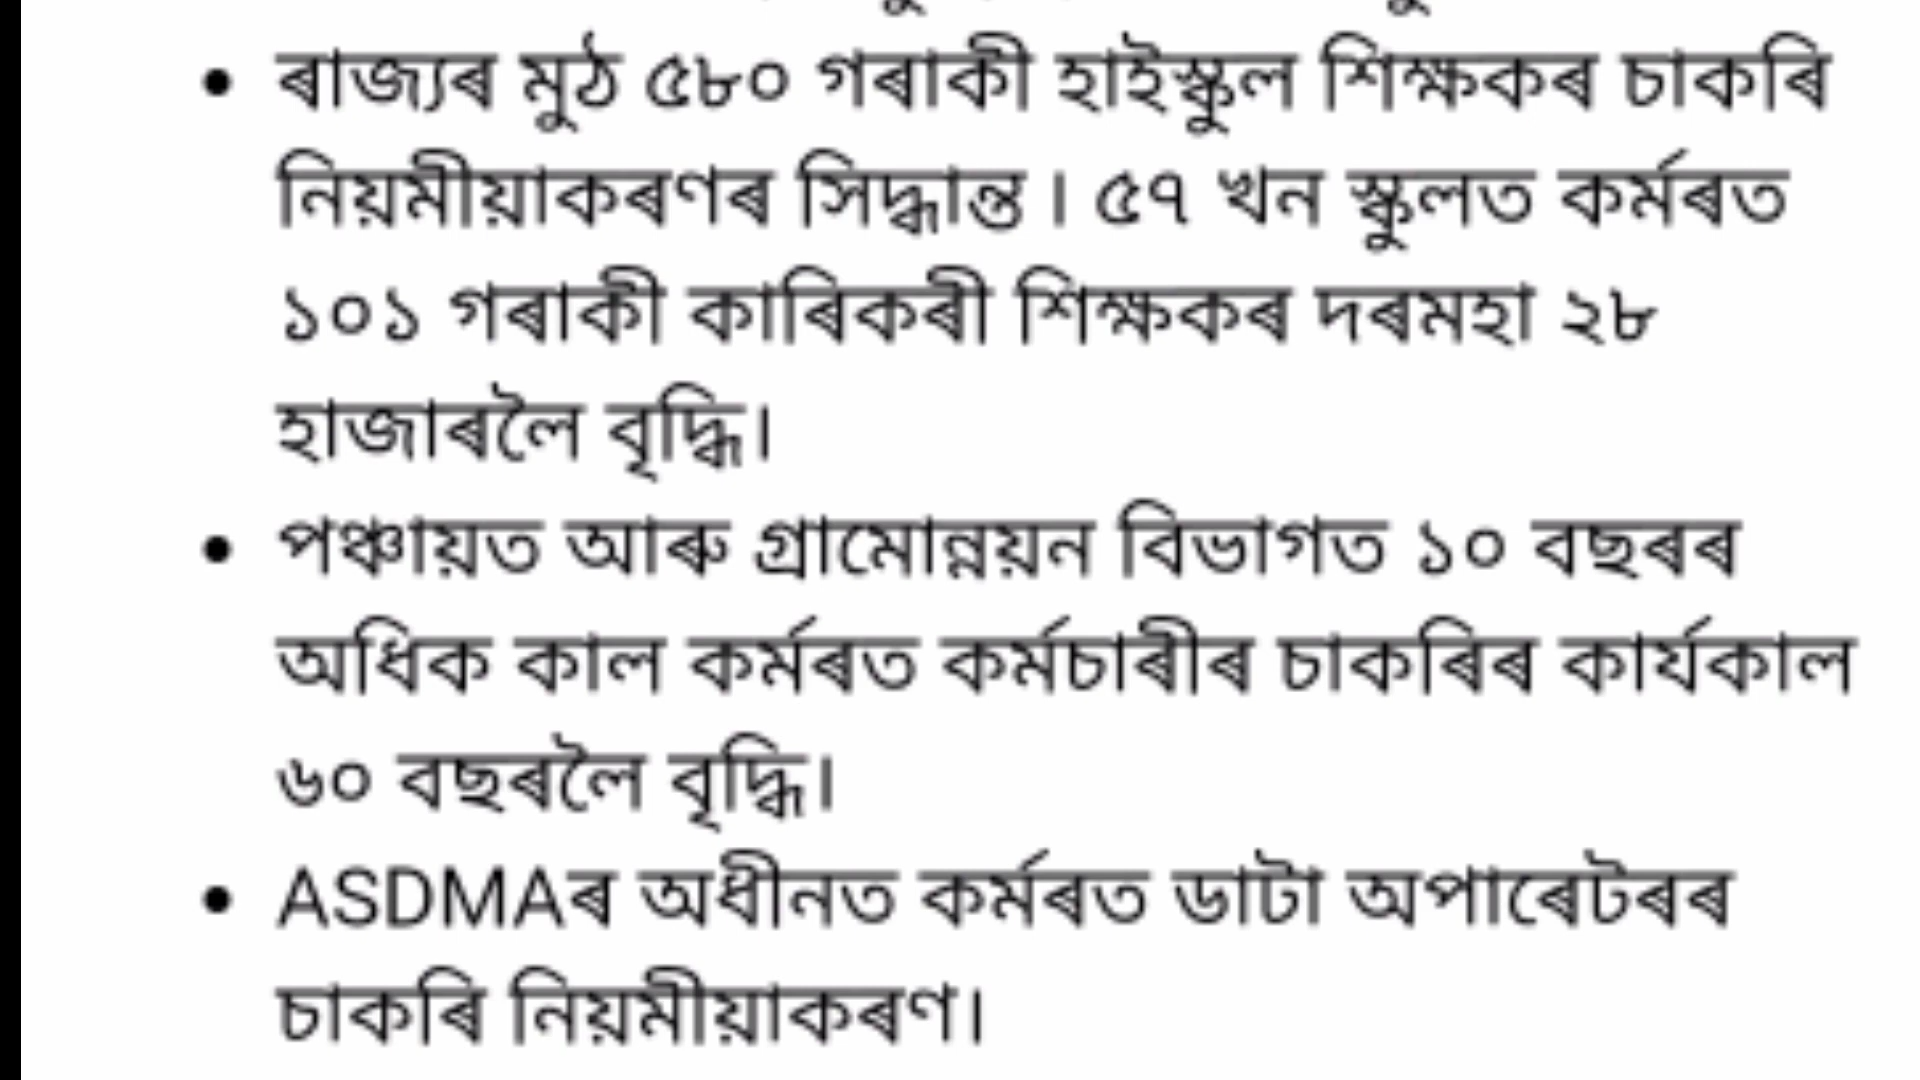 • ৰাজ্যৰ মুঠ ৫৮০ গৰাকী হাইস্কুল শিক্ষকৰ চাকৰি
নিয়মীয়াকৰণৰ সিদ্ধান্ত । ৫৭ খন স্কুলত কৰ্মৰত
১০১ গৰাকী কাৰিকৰী শিক্ষকৰ দৰমহা ২৮
হাজাৰলৈ বৃদ্ধি।
• পঞ্চায়ত আৰু গ্ৰামোন্নয়ন বিভাগত ১০ বছৰৰ
অধিক কাল কৰ্মৰত কৰ্মচাৰীৰ চাকৰিৰ কাৰ্যকাল
৬০ বছৰলৈ বৃদ্ধি।
• ASDMAৰ অধীনত কৰ্মৰত ডাটা অপাৰেটৰৰ
চাকৰি নিয়মীয়াকৰণ।